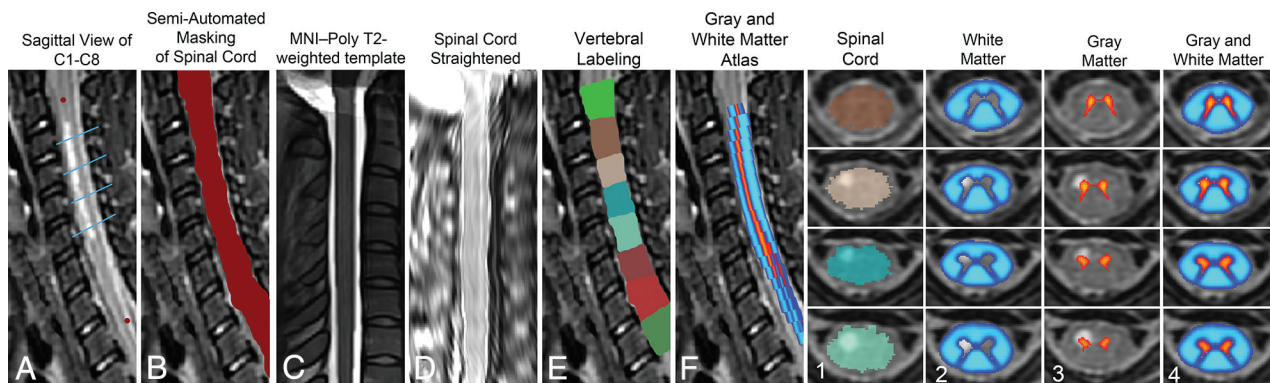 Sagittal View of
C1-C8
Semi-Automated
Masking
of Spinal Cord
MNI–Poly T2-
weighted template
Spinal Cord
Straightened
Vertebral
Labeling
Gray and
White Matter
Atlas
Spinal
Cord
White
Matter
Gray
Matter
Gray and
White Matter
A
B
C
D
E
F
1
2
3
4